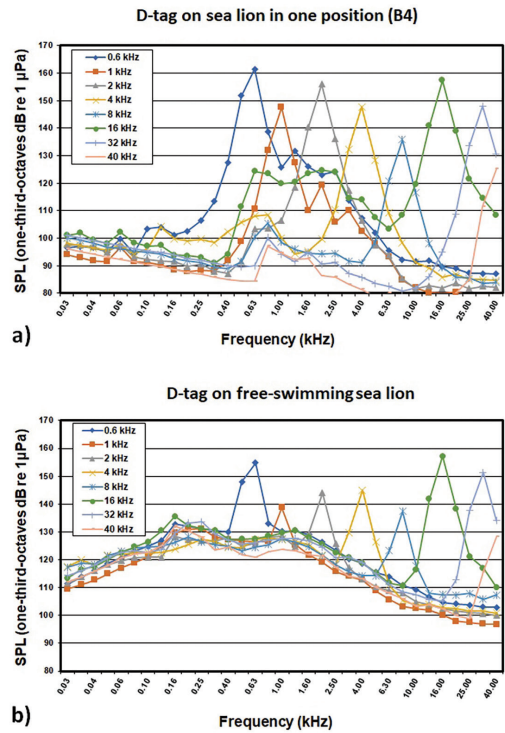 D-tag on sea lion in one position (B4)
SPL (one-third-octaves dBre 1 µPa)
170
160
150
140
130
120
110
100
90
80
0.6 kHz
1 kHz
2 kHz
4 kHz
8 kHz
16 kHz
32 kHz
40 kHz
0.03 0.04 0.06 0.10 0.16 0.25 0.40 0.63 1.00 1.60 2.50 4.00 6.30 10.00 16.00 25.00 40.00
a)
Frequency (kHz)
D-tag on free-swimming sea lion
SPL (one-third-octaves dBre 1µPa)
170
160
150
140
130
120
110
100
90
80
0.6 kHz
1 kHz
2 kHz
4 kHz
8 kHz
16 kHz
32 kHz
40 kHz
0.03 0.04 0.06 0.10 0.16 0.25 0.40 0.63 1.00 1.60 2.50 4.00 6.30 10.00 16.00 25.00 40.00
b)
Frequency (kHz)